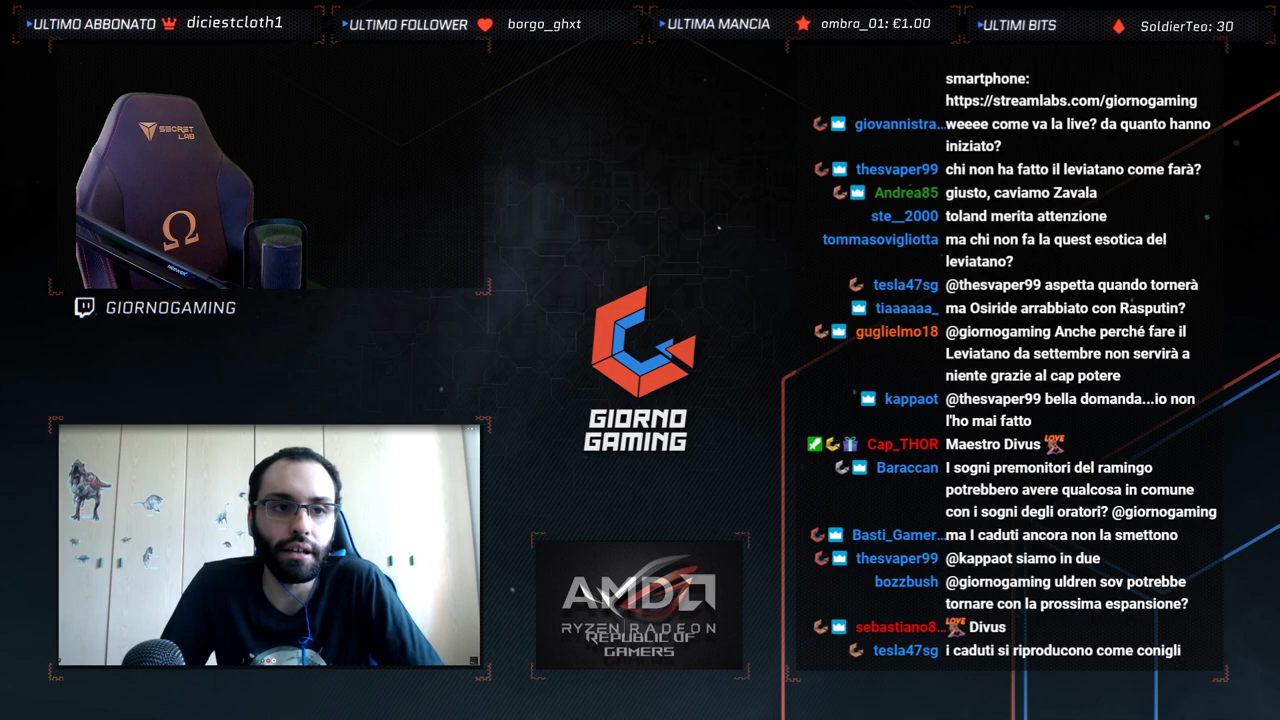 ULTIMO ABBONATO diciestcloth1
ULTIMO FOLLOWER borgo_ghxt
ULTIMA MANCIA ombra_01: €1.00
ULTIMI BITS SoldierTea: 30
SECRET
LAB
GIORNOGAMING
GIORNO
GAMING
AMD
RYZEN RADEON
REPUBLIC OF
GAMERS
smartphone:
https://streamlabs.com/giornogaming
giovannistra... weeee come va la live? da quanto hanno
iniziato?
thesvaper99 chi non ha fatto il leviatano come farà?
Andrea85 giusto, caviamo Zavala
ste__2000 toland merita attenzione
tommasovigliotta ma chi non fa la quest esotica del
leviatano?
tesla47sg @thesvaper99 aspetta quando tornerà
tiaaaaaa_ ma Osiride arrabbiato con Rasputin?
guglielmo18 @giornogaming Anche perché fare il
Leviatano da settembre non servirà a
niente grazie al cap potere
kappaot @thesvaper99 bella domanda...io non
l'ho mai fatto
Cap_THOR Maestro Divus LOVE
Baraccan I sogni premonitori del ramingo
potrebbero avere qualcosa in comune
con i sogni degli oratori? @giornogaming
Basti_Gamer... ma I caduti ancora non la smettono
thesvaper99 @kappaot siamo in due
bozzbush @giornogaming uldren sov potrebbe
tornare con la prossima espansione?
sebastiano8... LOVE Divus
tesla47sg i caduti si riproducono come conigli